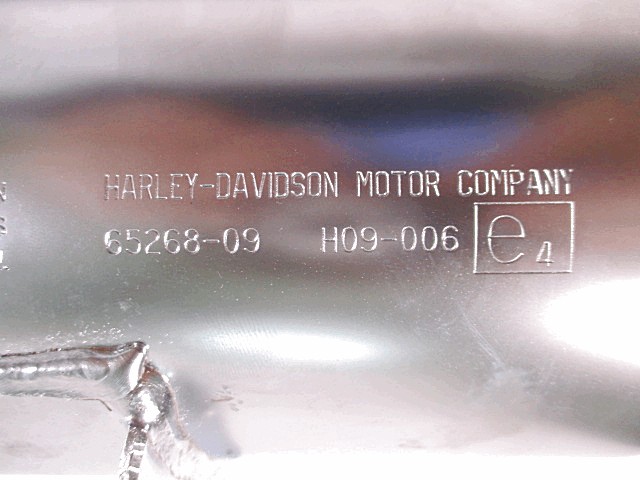 HARLEY-DAVIDSON MOTOR COMPANY
65268-09 H09-006 e4